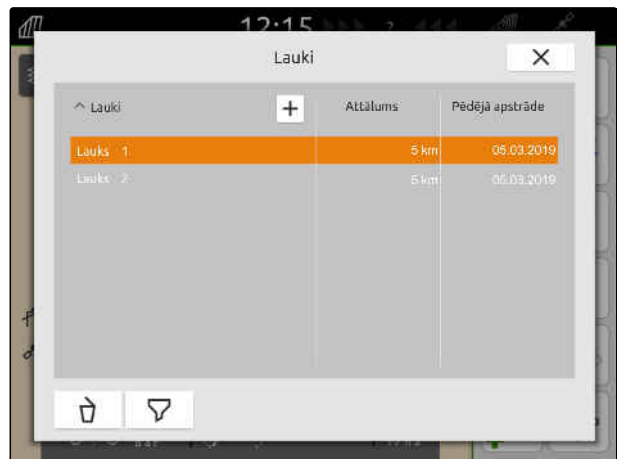 12:15
Lauki
Lauki + Attālums Pēdējā apstrāde
Lauks 1 5 km 05.03.2019
Lauks 2 5 km 05.03.2019